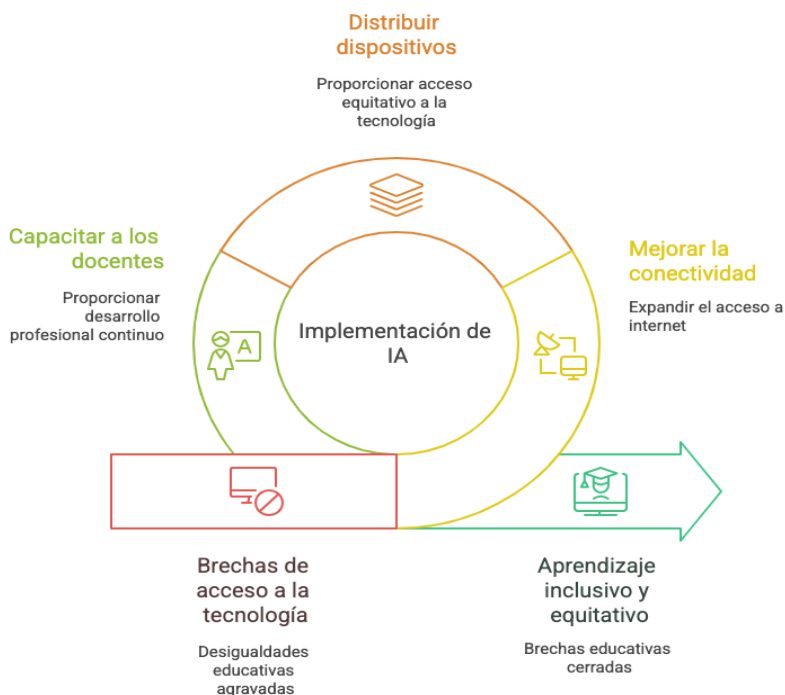 Distribuir
dispositivos
Proporcionar acceso
equitativo a la
tecnología
Capacitar a los
docentes
Proporcionar
desarrollo
profesional continuo
Mejorar la
conectividad
Expandir el acceso a
internet
Implementación de
IA
A
Brechas de
acceso a la
tecnología
Desigualdades
educativas
agravadas
Aprendizaje
inclusivo y
equitativo
Brechas educativas
cerradas